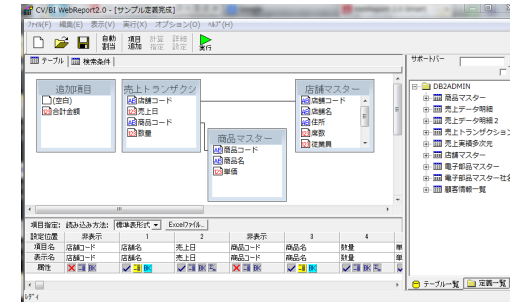 CV/BI WebReport2.0 - [サンプル定義完成]
ファイル(F) 編集(E) 表示(V) 実行(X) オプション(O) ヘルプ(H)
自動割当 項目追加 計算指定 詳細設定 実行
テーブル 検索条件
追加項目
(空白)
合計金額
売上トランザクシ
店舗コード
売上日
商品コード
数量
商品マスター
商品コード
商品名
単価
店舗マスター
店舗コード
店舗名
住所
席数
従業員
サポートバー
DB2ADMIN
商品マスター
売上データ明細
売上データ明細2
売上トランザクション
売上実績多次元
店舗マスター
電子部品マスター
電子部品マスター社名
顧客情報一覧
項目指定: 読み込み方法: 標準表形式 Excelファイル...
設定位置 非表示 1 2 非表示 3 4
項目名 店舗コード 店舗名 売上日 商品コード 商品名 数量 単
表示名 店舗コード 店舗名 売上日 商品コード 商品名 数量 単
属性
テーブル一覧 定義一覧
レディ